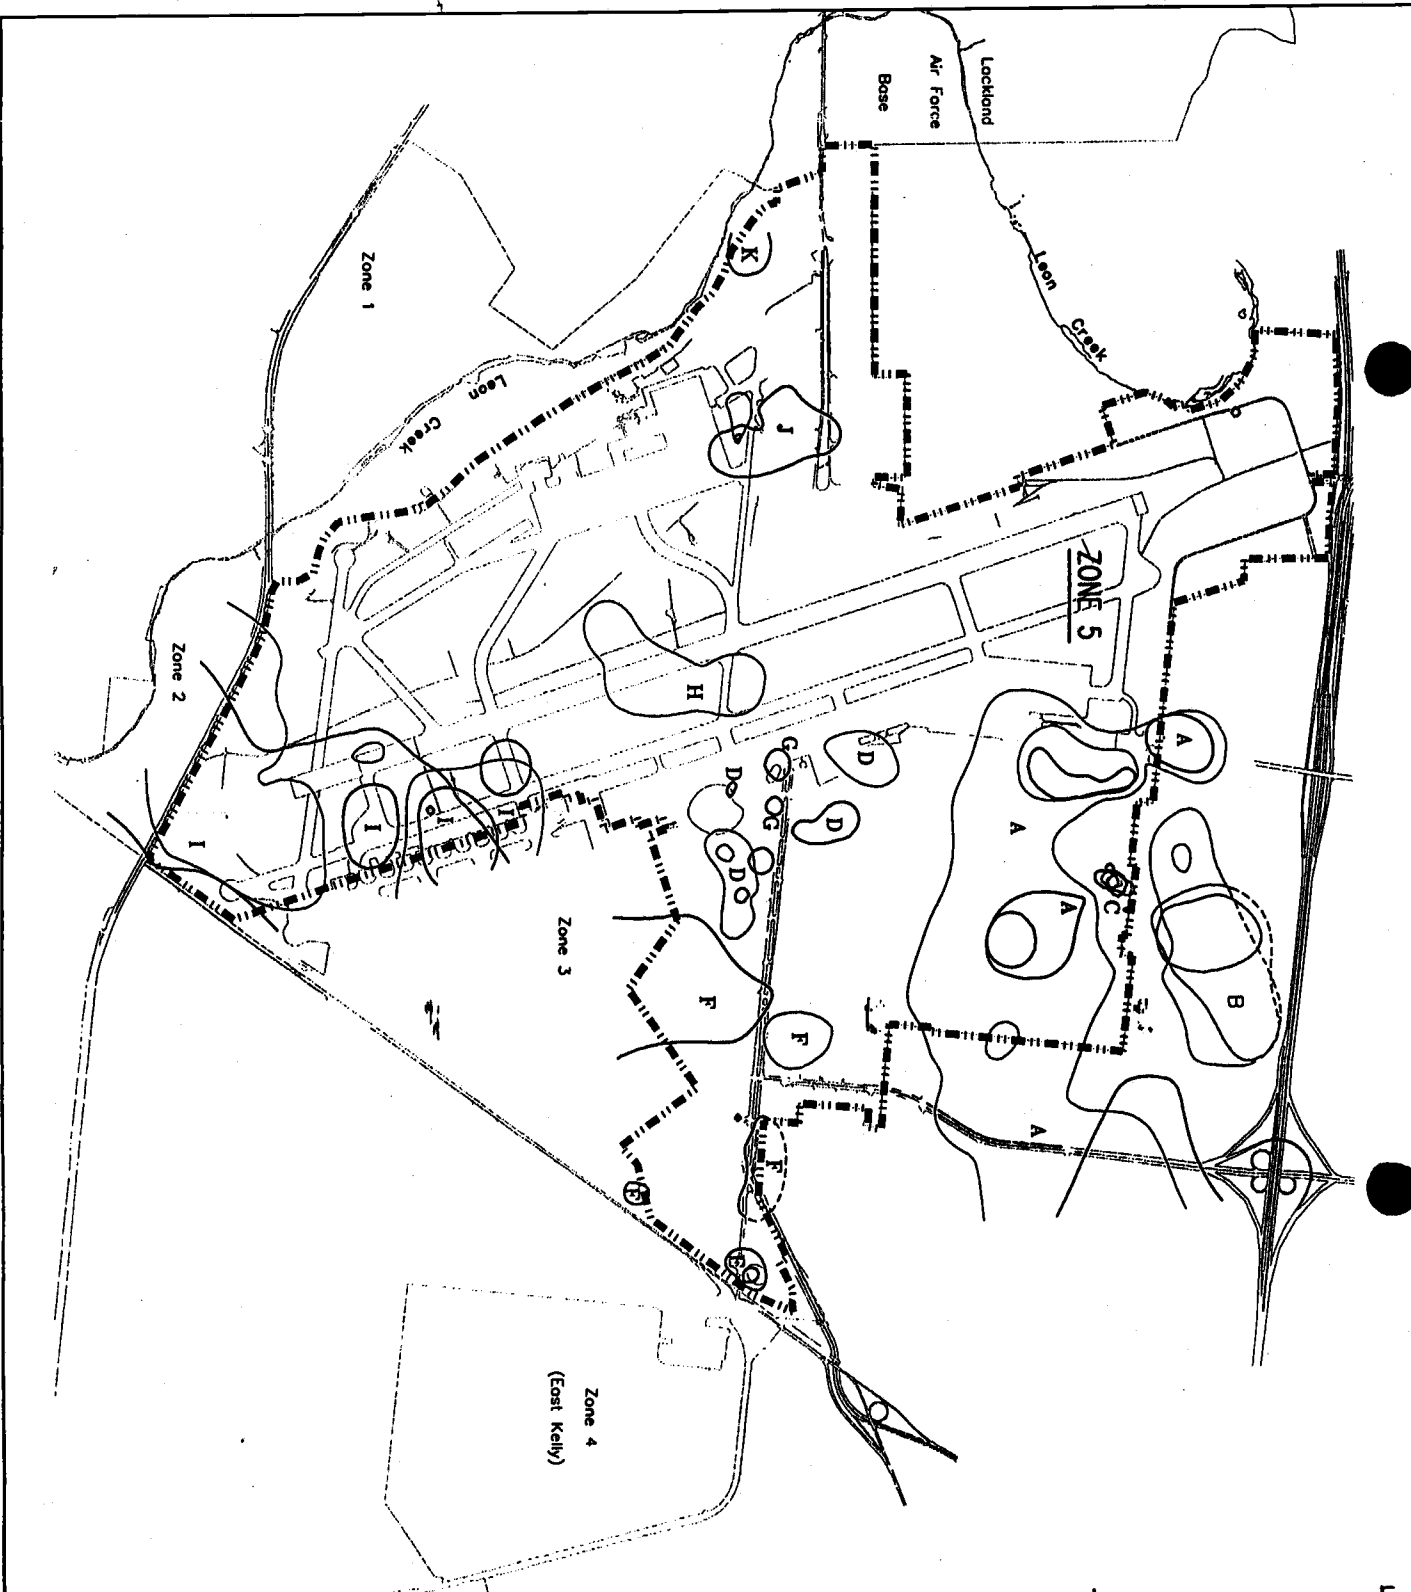 Lackland
Air Force
Base
Leon
Creek
Zone 1
K
Leon
Creek
J
ZONE 5
Zone 2
H
A
G
D
D
G
D
D
A
A
C
B
I
I
I
I
Zone 3
F
F
A
F
F
E
Zone 4
(East Kelly)